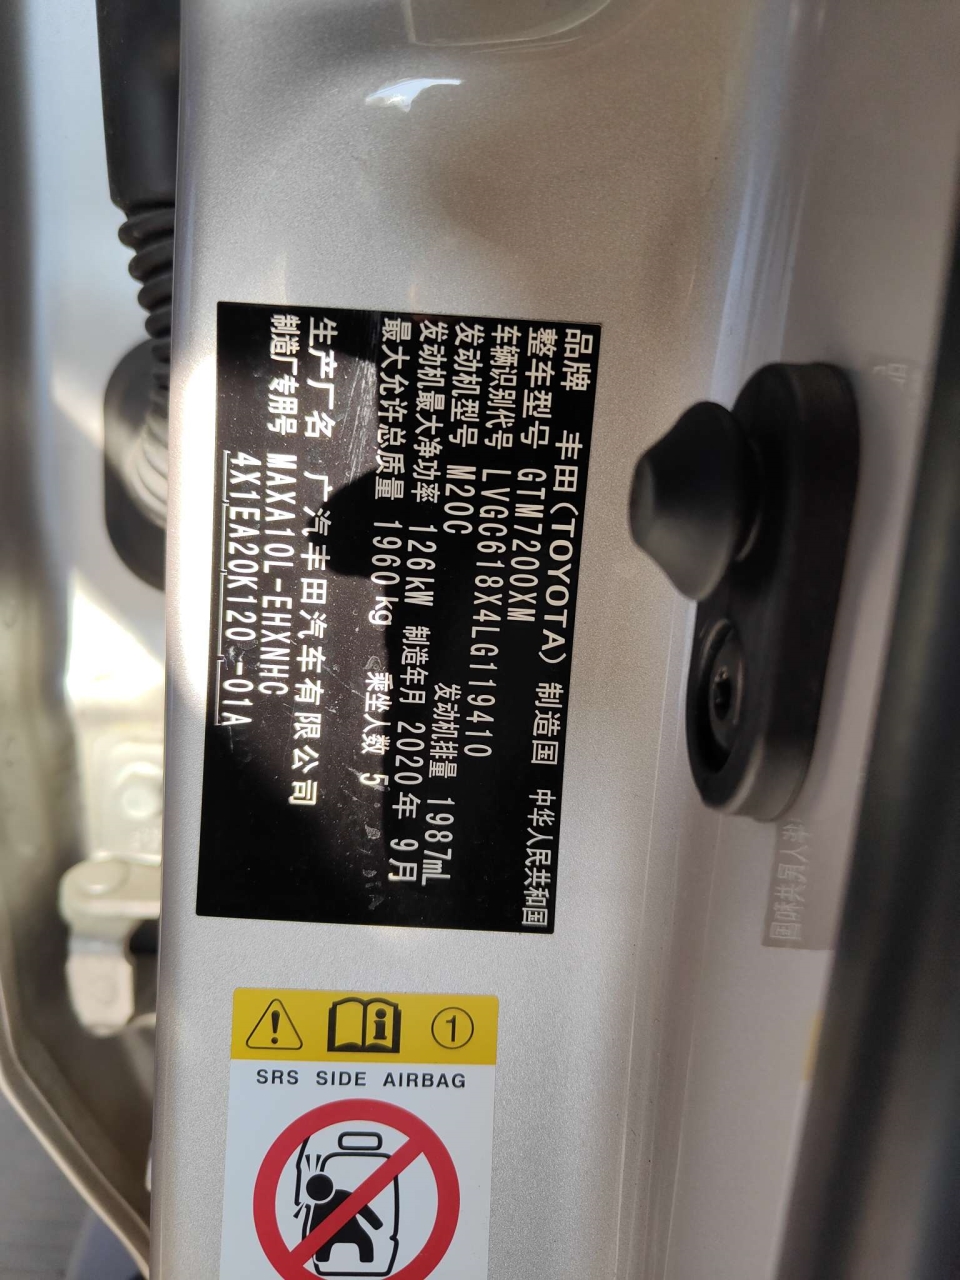 品牌 丰田(TOYOTA) 制造国 中华人民共和国
整车型号 GTM7200XM
车辆识别代号 LVGC618X4LG119410
发动机型号 M20C 发动机排量 1987mL
发动机最大净功率 126kW 制造年月 2020年 9月
最大允许总质量 1960kg 乘坐人数 5
生产厂名 广汽丰田汽车有限公司
制造厂专用号 MAXA10L-EHXNHC
4X1EA20K120 -01A
1
SRS SIDE AIRBAG